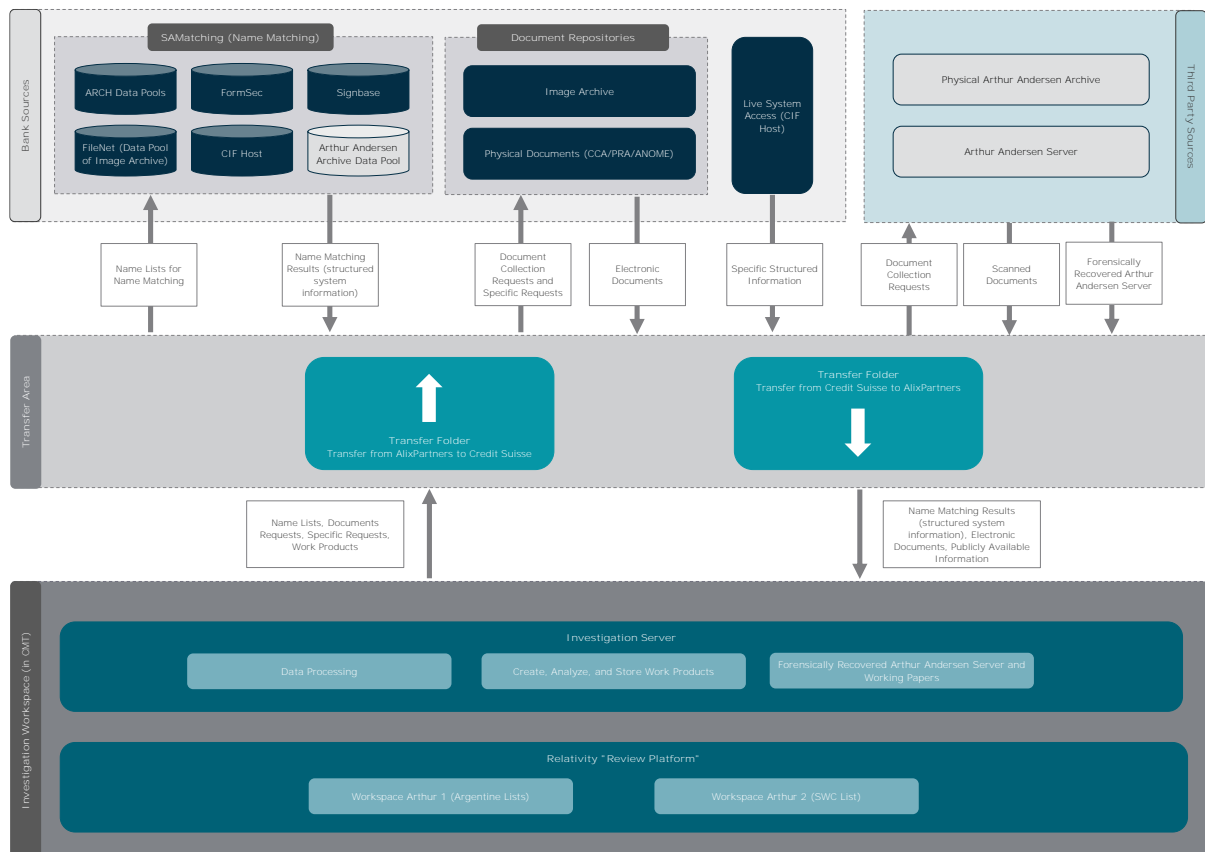 Bank Sources
SAMatching (Name Matching)
ARCH Data Pools
FormSec
Signbase
FileNet (Data Pool
of Image Archive)
CIF Host
Arthur Andersen
Archive Data Pool
Document Repositories
Image Archive
Physical Documents (CCA/PRA/ANOME)
Live System
Access (CIF
Host)
Third Party Sources
Physical Arthur Andersen Archive
Arthur Andersen Server
Name Lists for
Name Matching
Name Matching
Results (structured
system
information)
Document
Collection
Requests and
Specific Requests
Electronic
Documents
Specific Structured
Information
Document
Collection
Requests
Scanned
Documents
Forensically
Recovered Arthur
Andersen Server
Transfer Area
Transfer Folder
Transfer from AlixPartners to Credit Suisse
Transfer Folder
Transfer from Credit Suisse to AlixPartners
Name Lists, Documents
Requests, Specific Requests,
Work Products
Name Matching Results
(structured system
information), Electronic
Documents, Publicly Available
Information
Investigation Workspace (in CMT)
Investigation Server
Data Processing
Create, Analyze, and Store Work Products
Forensically Recovered Arthur Andersen Server and
Working Papers
Relativity "Review Platform"
Workspace Arthur 1 (Argentine Lists)
Workspace Arthur 2 (SWC List)